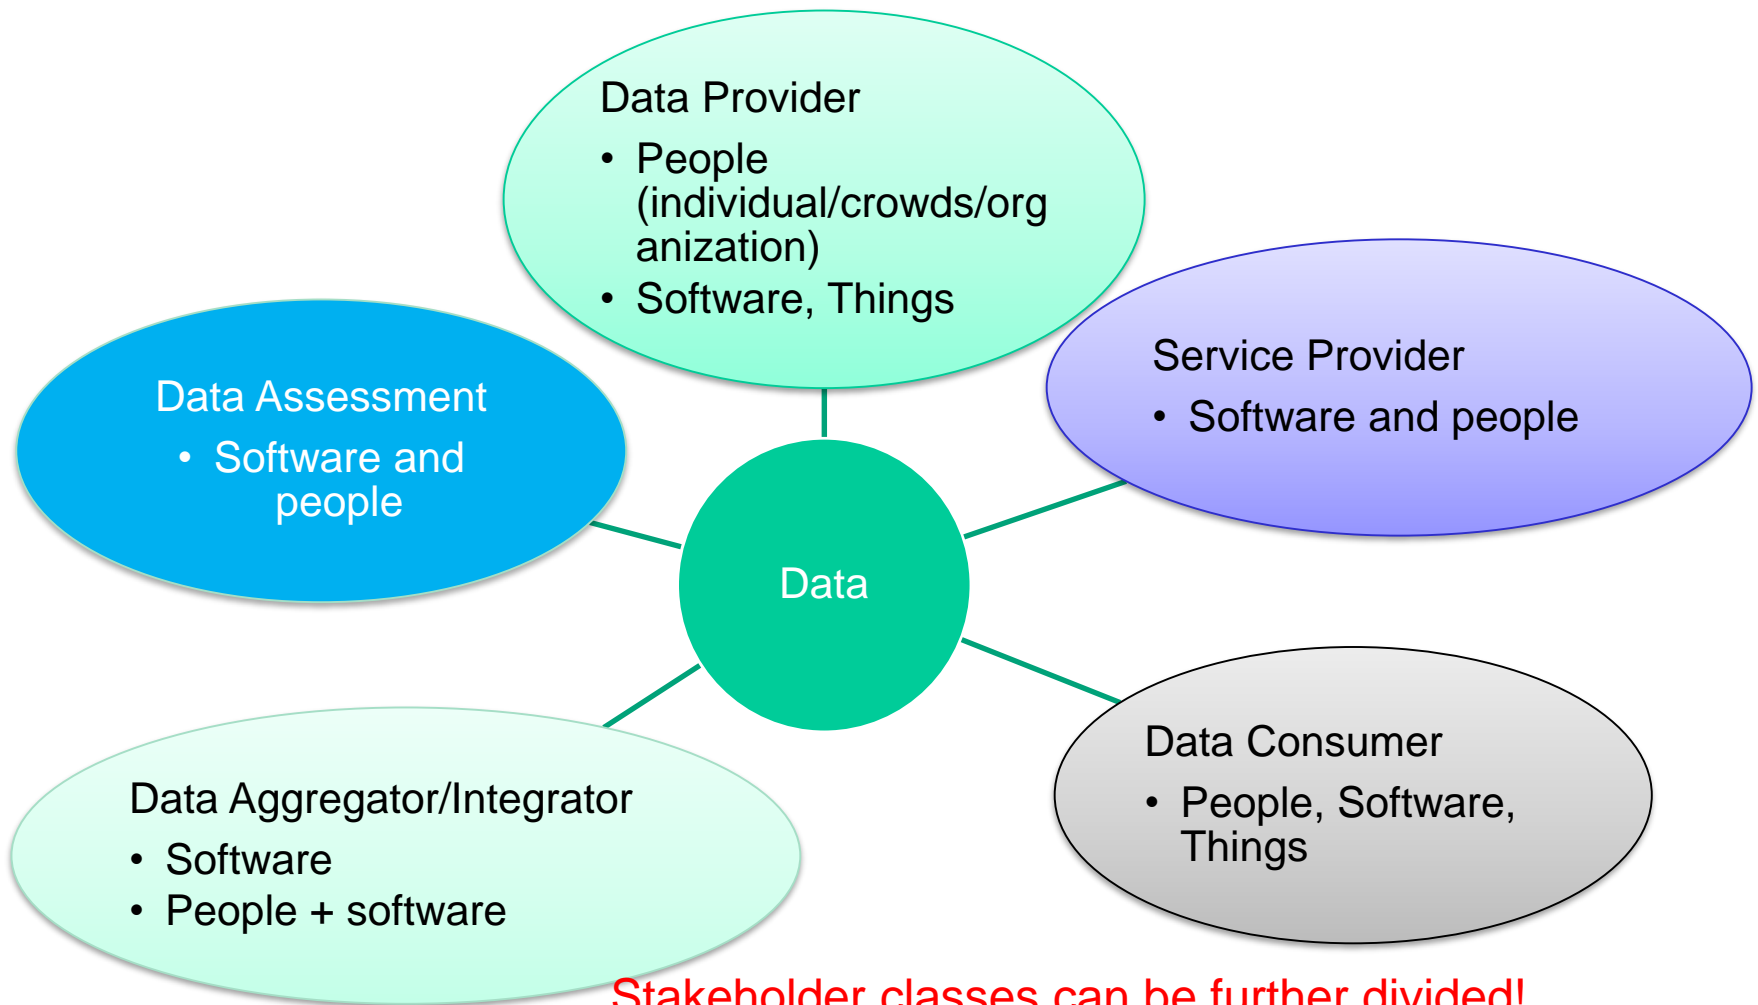 Data Provider
• People
(individual/crowds/org
anization)
• Software, Things
Service Provider
• Software and people
Data Assessment
• Software and
people
Data
Data Consumer
• People, Software,
Things
Data Aggregator/Integrator
• Software
• People + software
Stakeholder classes can be further divided!